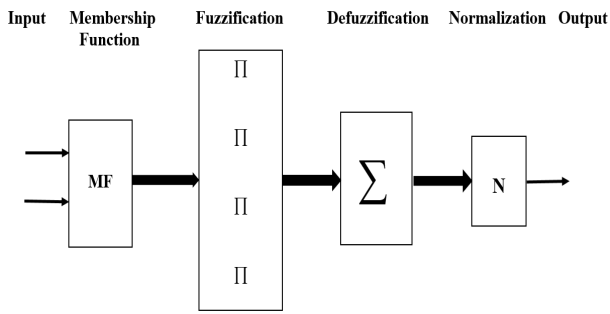 Input Membership Function Fuzzification Defuzzification Normalization Output
MF
∏
∏
∏
∏
∑
N